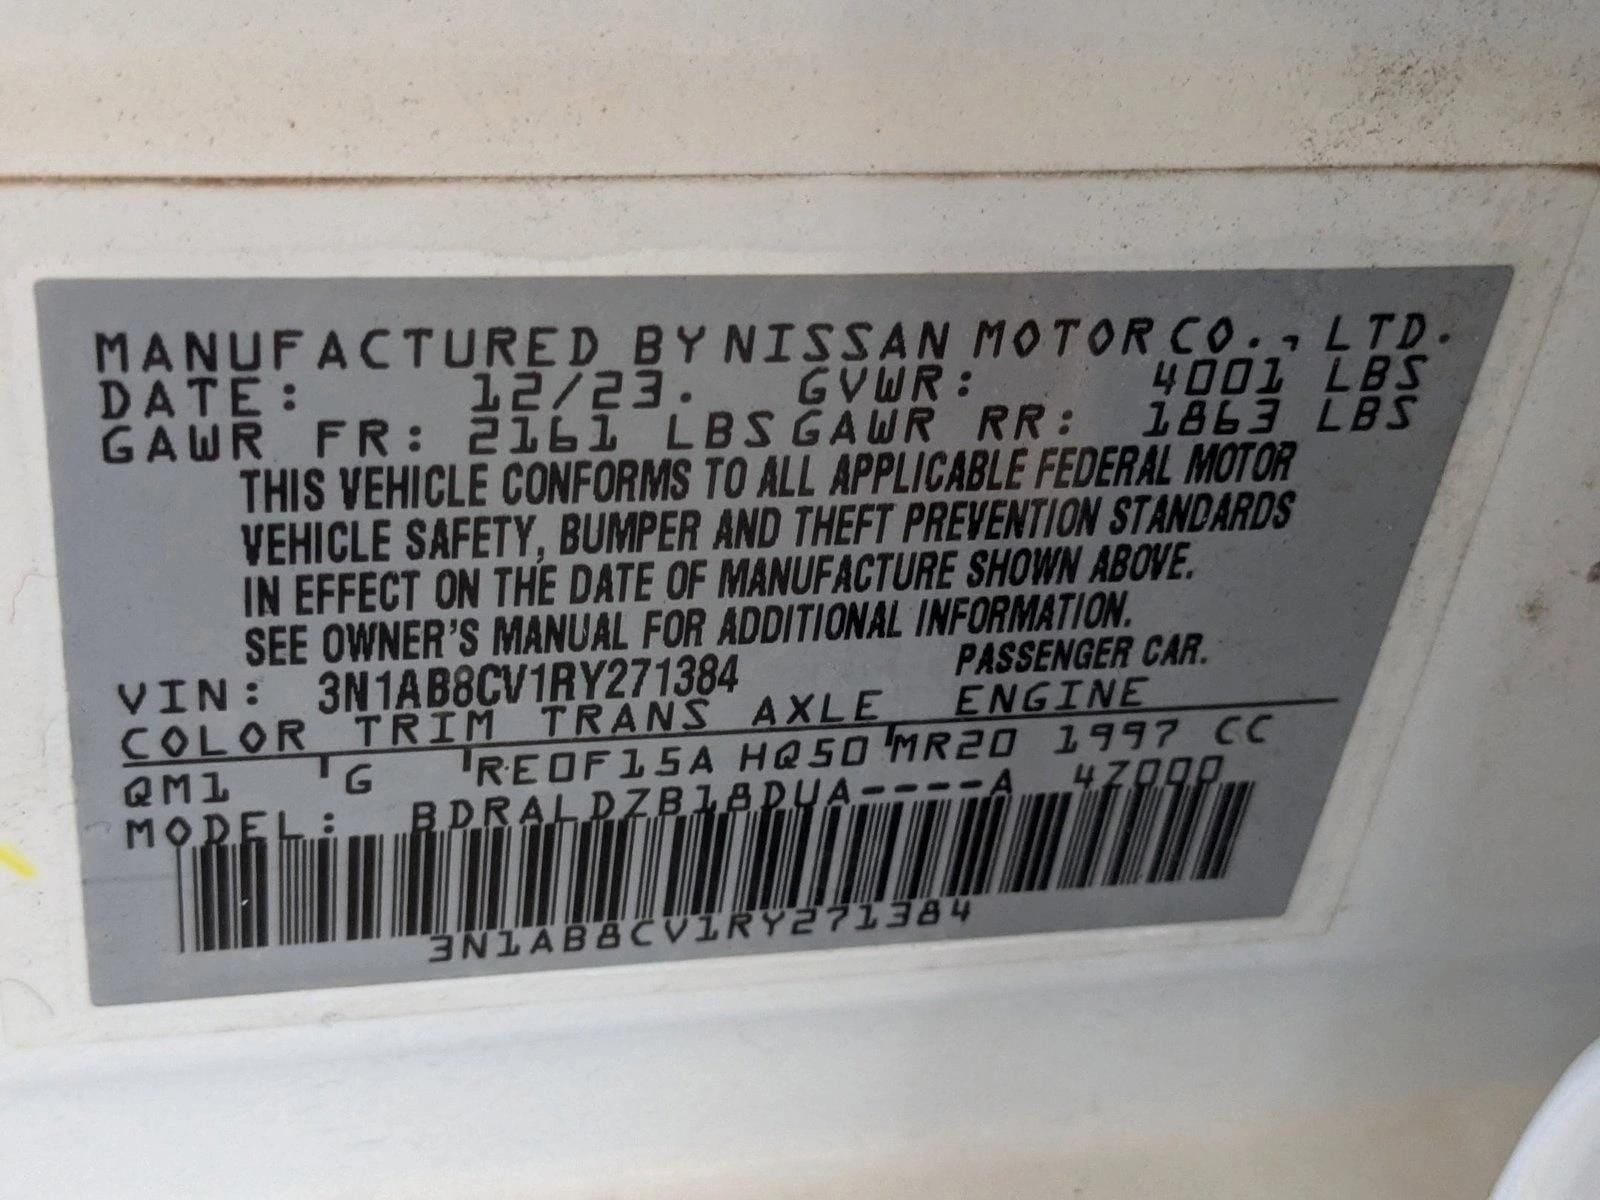 MANUFACTURED BY NISSAN MOTOR CO., LTD.
DATE: 12/23. GVWR: 4001 LBS
GAWR FR: 2161 LBS GAWR RR: 1863 LBS
THIS VEHICLE CONFORMS TO ALL APPLICABLE FEDERAL MOTOR
VEHICLE SAFETY, BUMPER AND THEFT PREVENTION STANDARDS
IN EFFECT ON THE DATE OF MANUFACTURE SHOWN ABOVE.
SEE OWNER'S MANUAL FOR ADDITIONAL INFORMATION.
VIN: 3N1AB8CV1RY271384 PASSENGER CAR.
COLOR TRIM TRANS AXLE ENGINE
QM1 G RE0F15A HQ50 MR20 1997 CC
MODEL: BDRALDZB18DUA----A 47000
3N1AB8CV1RY271384